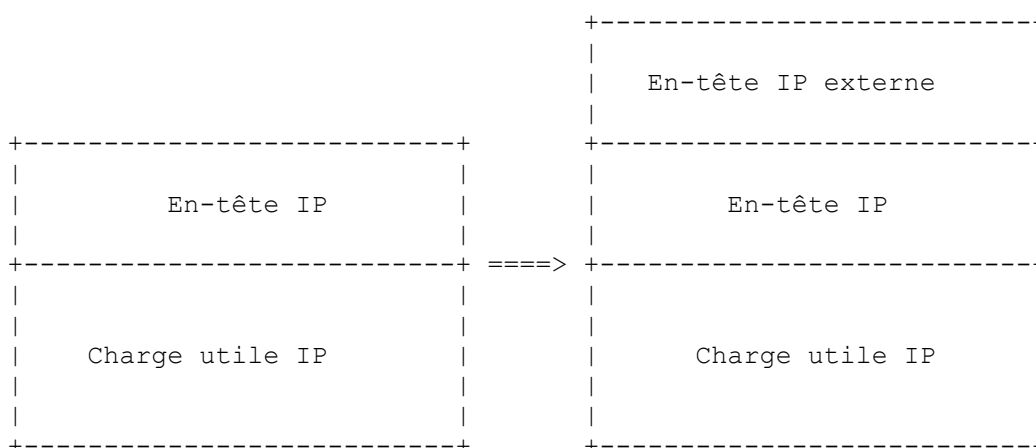 En-tête IP externe
En-tête IP En-tête IP
====>
Charge utile IP Charge utile IP